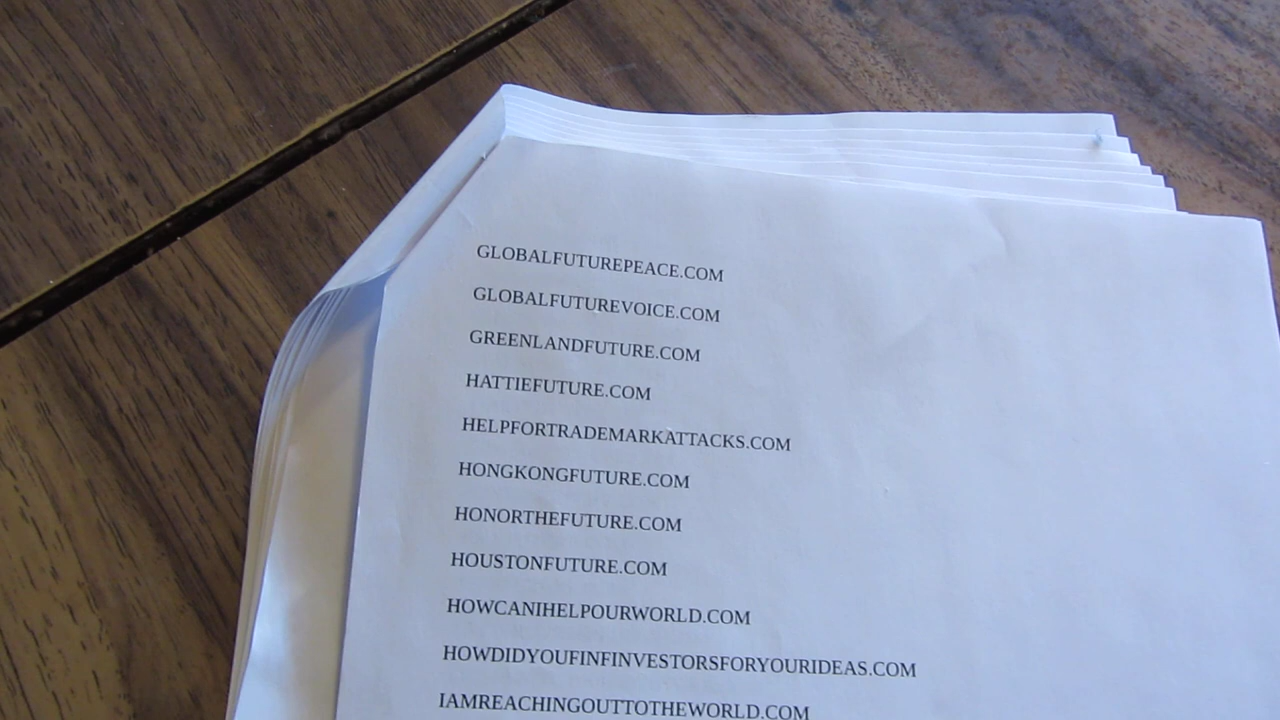 GLOBALFUTUREPEACE.COM
GLOBALFUTUREVOICE.COM
GREENLANDFUTURE.COM
HATTIEFUTURE.COM
HELPFORTRADEMARKATTACKS.COM
HONGKONGFUTURE.COM
HONORTHEFUTURE.COM
HOUSTONFUTURE.COM
HOWCANIHELPOURWORLD.COM
HOWDIDYOUFINFINVESTORSFORYOURIDEAS.COM
IAMREACHINGOUTTOTHEWORLD.COM